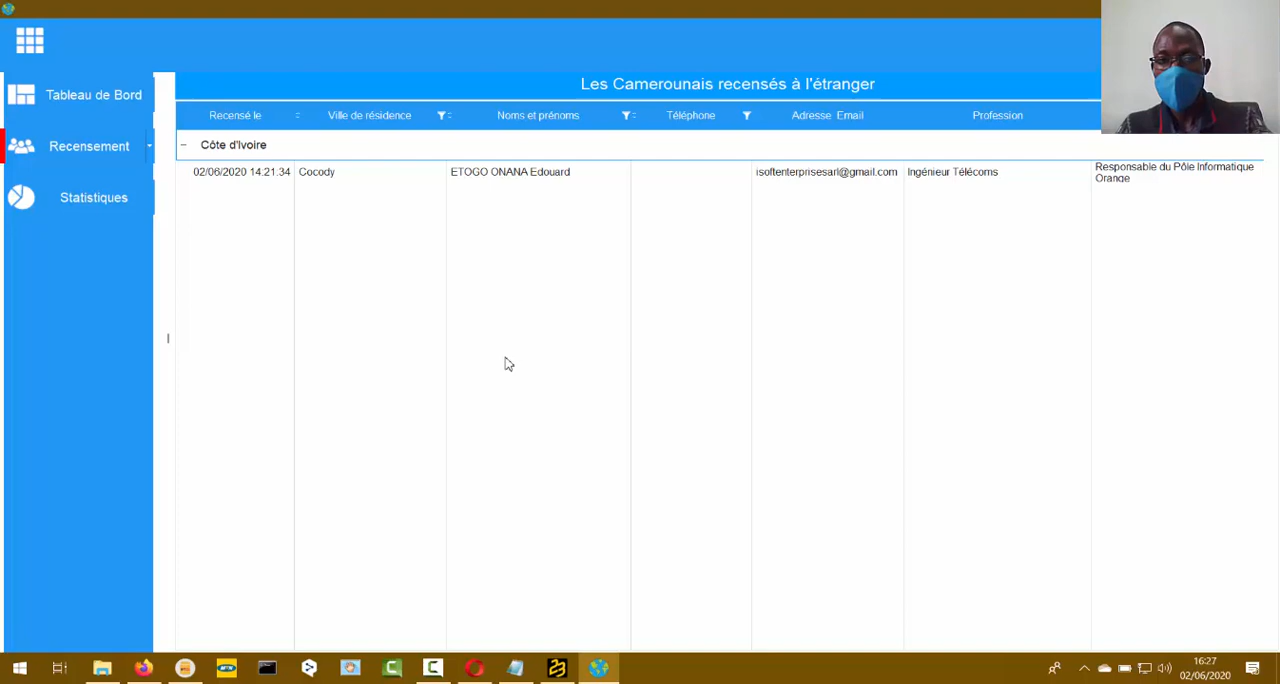 Les Camerounais recensés à l'étranger
Tableau de Bord
Recensement
Statistiques
Recensé le Ville de résidence Noms et prénoms Téléphone Adresse Email Profession
− Côte d'Ivoire
02/06/2020 14.21.34 Cocody ETOGO ONANA Edouard isoftenterprisesarl@gmail.com Ingénieur Télécoms Responsable du Pôle Informatique
Orange
MTN
16:27
02/06/2020